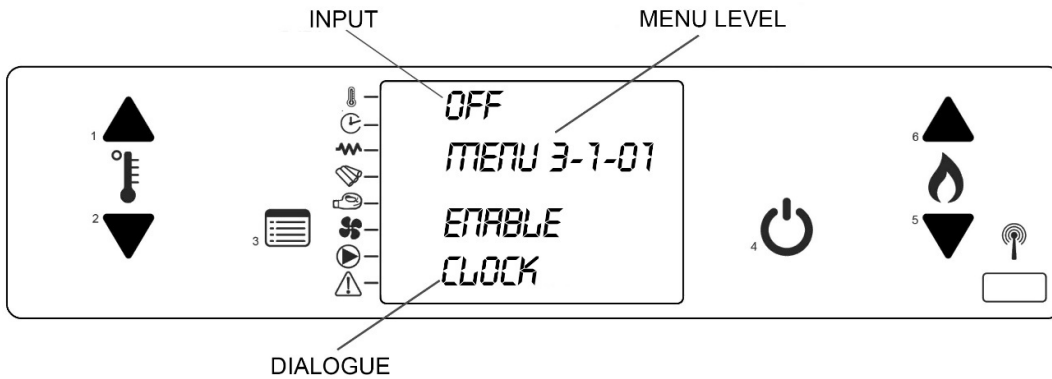 INPUT
MENU LEVEL
OFF
MENU 3-1-01
ENABLE
CLOCK
1
2
3
4
6
5
DIALOGUE